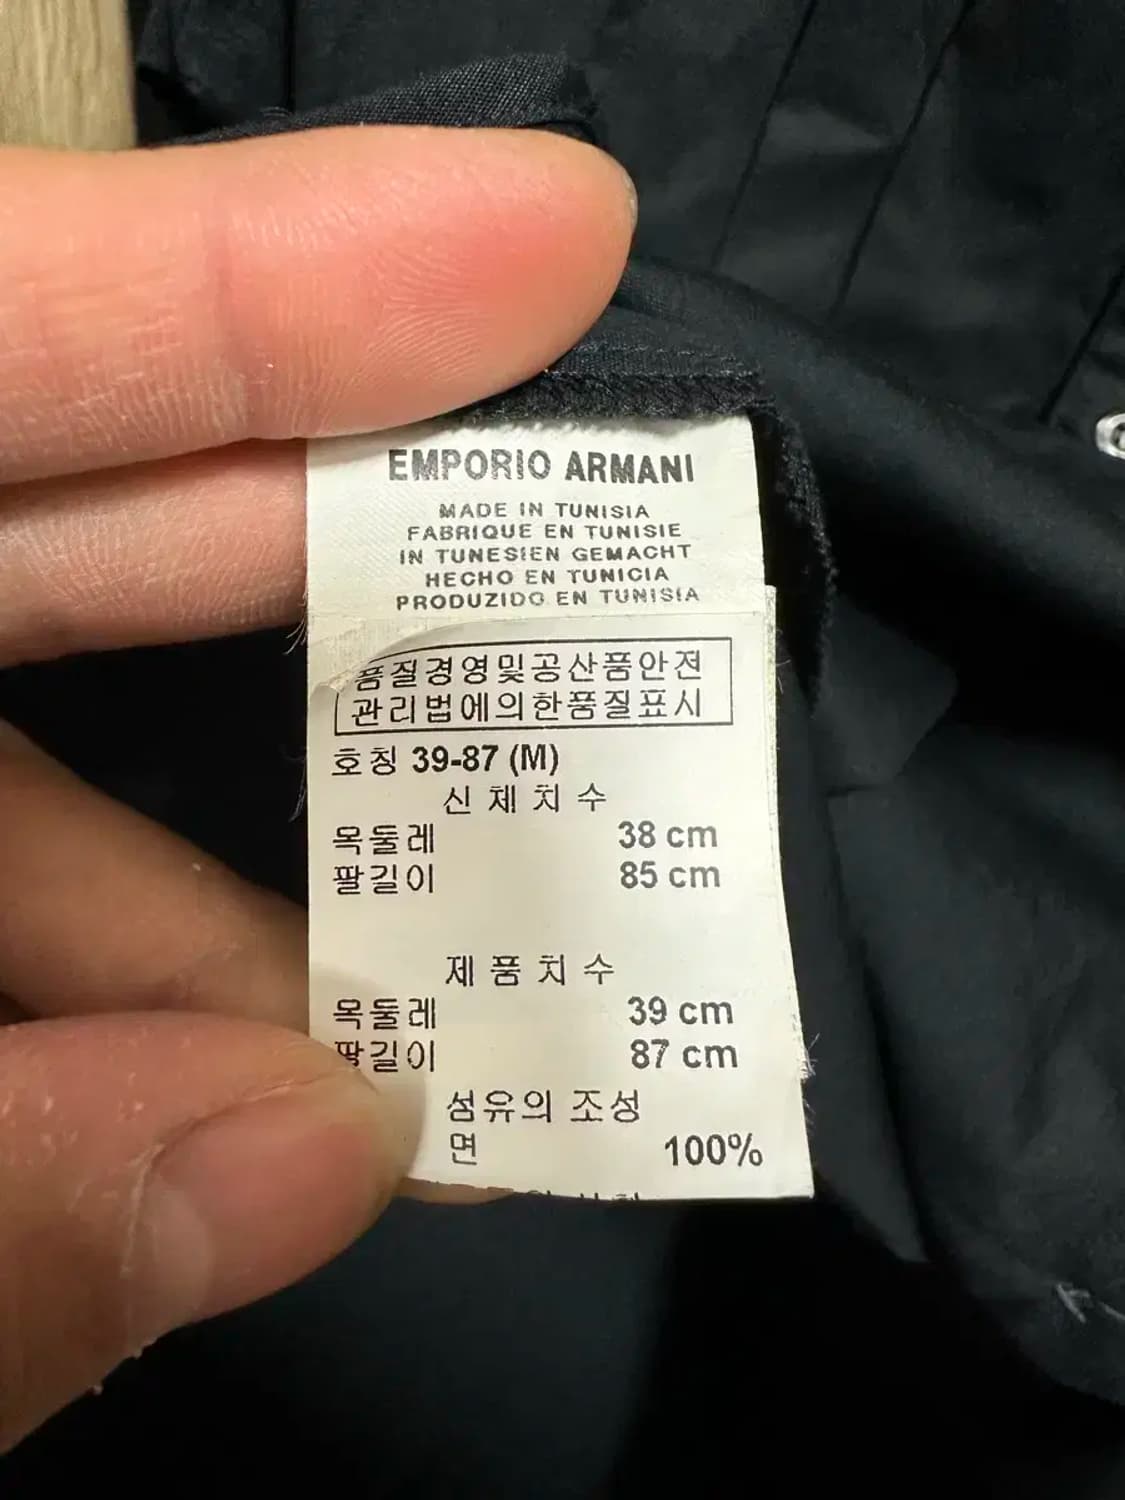 EMPORIO ARMANI
MADE IN TUNISIA
FABRIQUE EN TUNISIE
IN TUNESIEN GEMACHT
HECHO EN TUNICIA
PRODUZIDO EN TUNISIA
품질경영및공산품안전
관리법에의한품질표시
호칭 39-87 (M)
신체치수
목둘레 38 cm
팔길이 85 cm
제품치수
목둘레 39 cm
팔길이 87 cm
섬유의 조성
면 100%